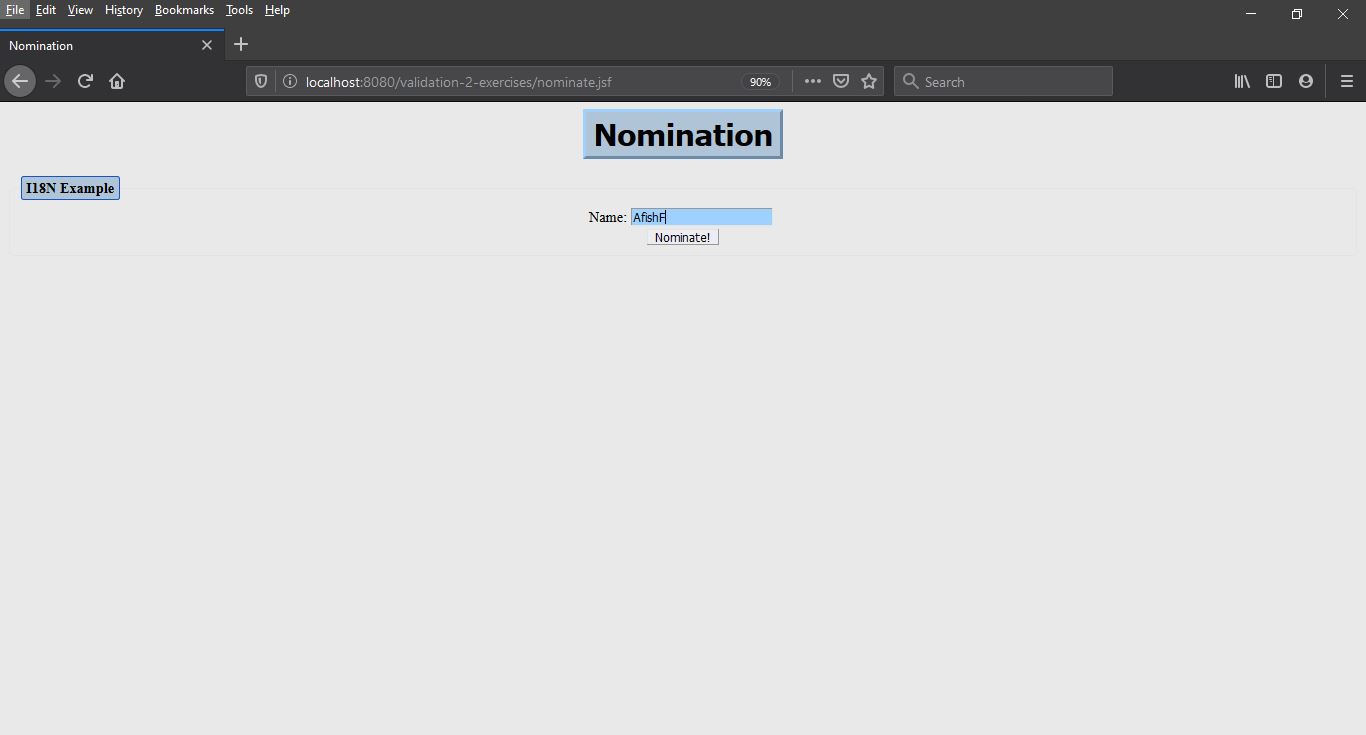 File Edit View History Bookmarks Tools Help
Nomination
localhost:8080/validation-2-exercises/nominate.jsf 90% Search
Nomination
I18N Example
Name: AfishF
Nominate!